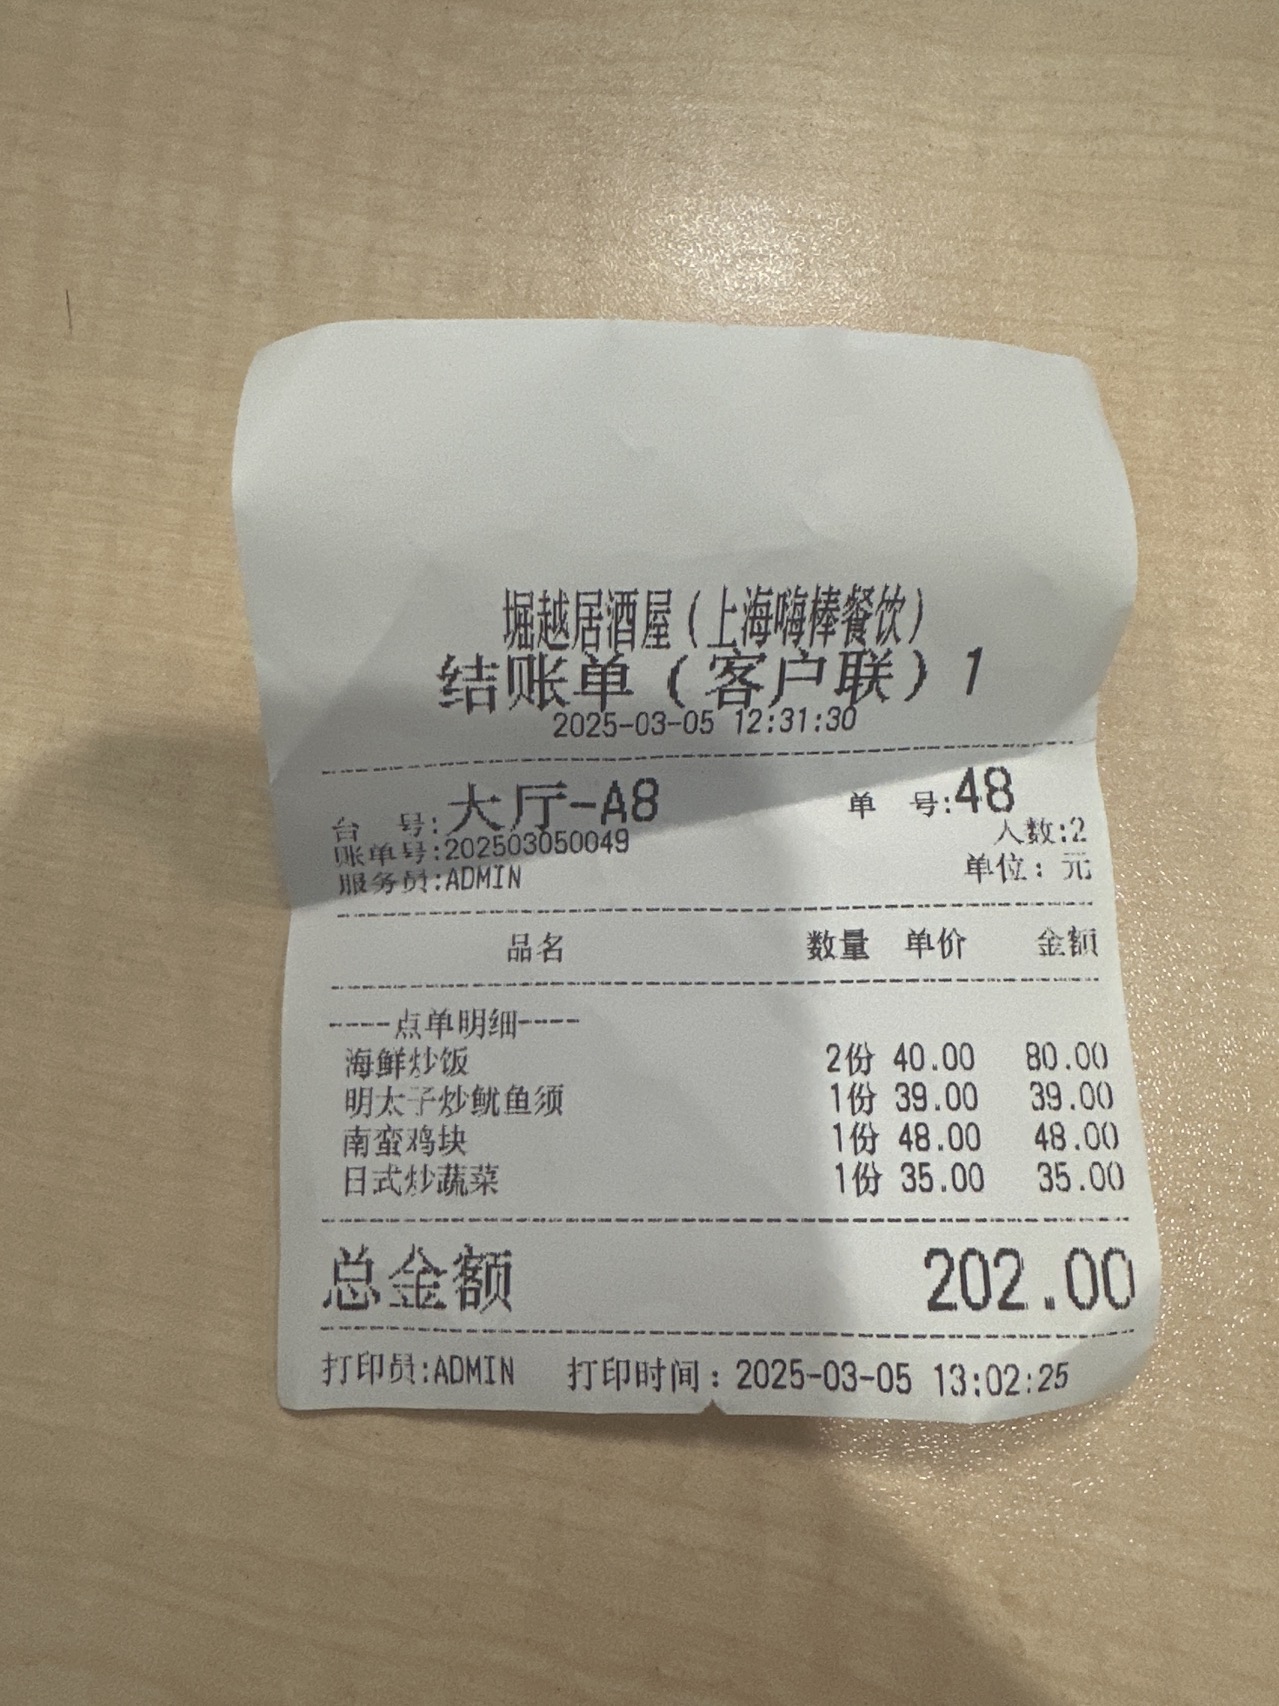 堀越居酒屋(上海嗨棒餐饮)
结账单(客户联)1
2025-03-05 12:31:30
台 号:大厅-A8 单 号:48
账单号:202503050049 人数:2
服务员:ADMIN 单位：元
品名 数量 单价 金额
----点单明细----
海鲜炒饭 2份 40.00 80.00
明太子炒鱿鱼须 1份 39.00 39.00
南蛮鸡块 1份 48.00 48.00
日式炒蔬菜 1份 35.00 35.00
总金额 202.00
打印员:ADMIN 打印时间：2025-03-05 13:02:25